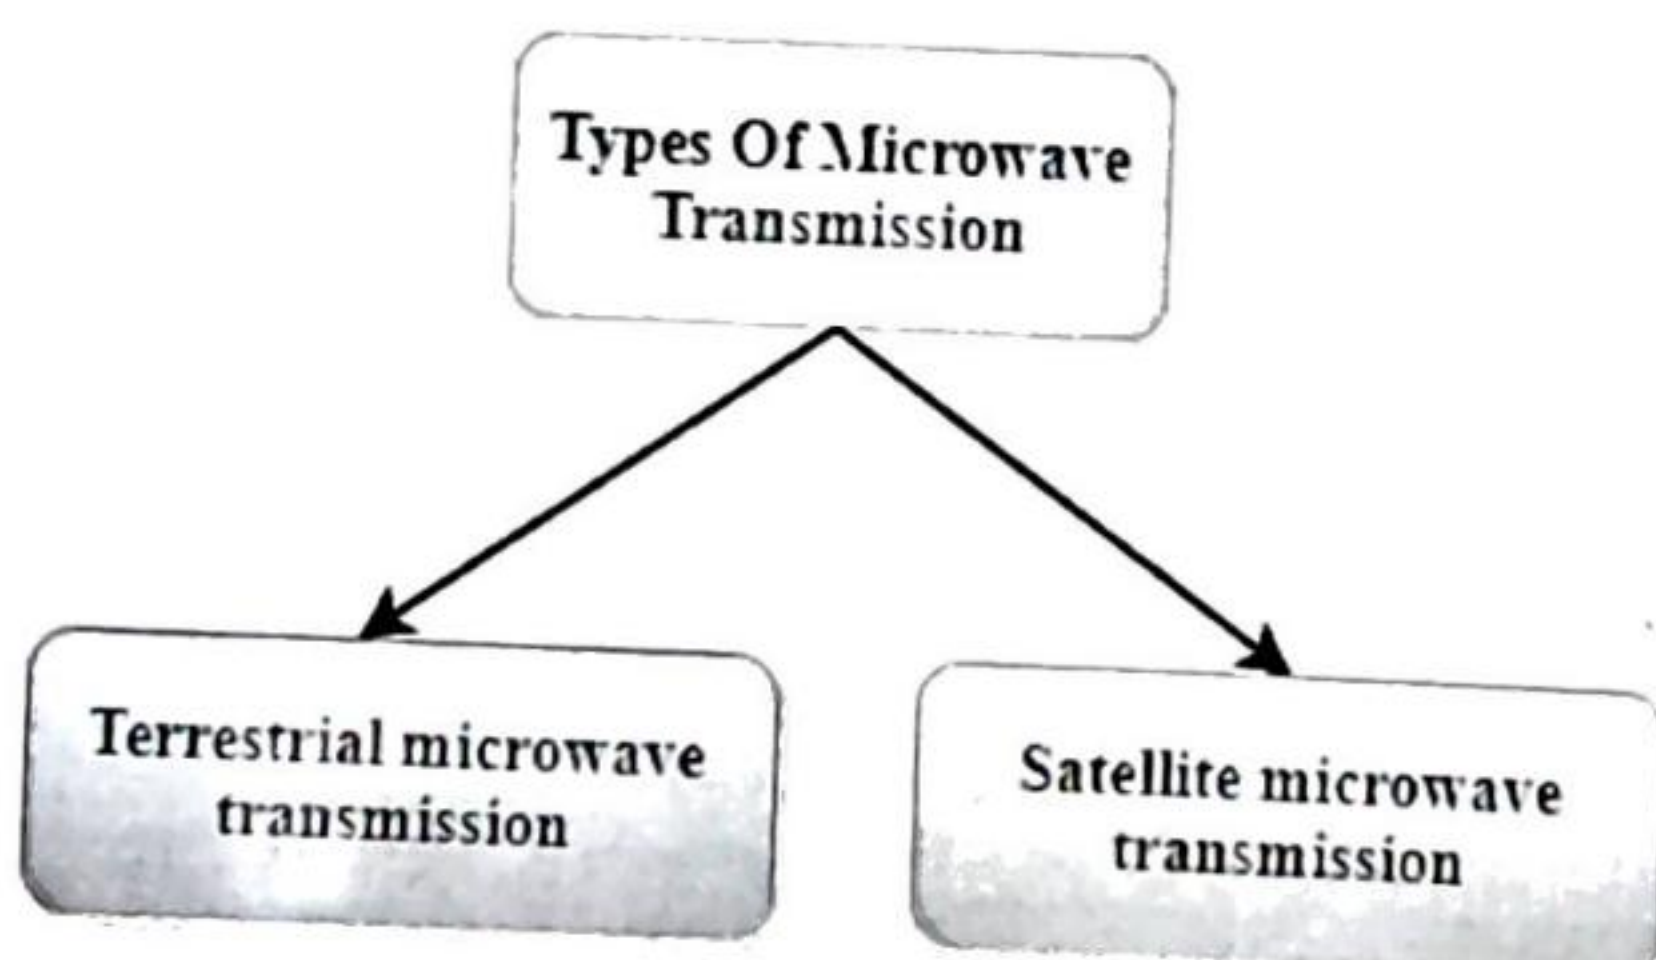 Types Of Microwave
Transmission
Terrestrial microwave
transmission
Satellite microwave
transmission